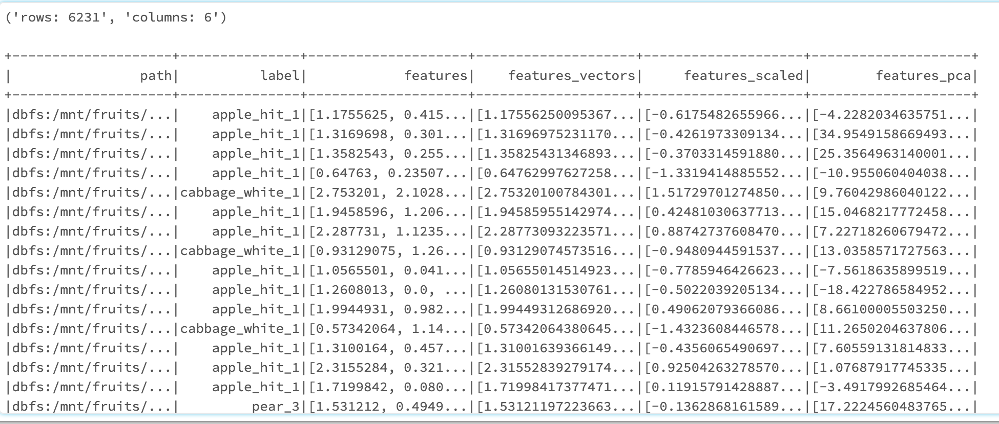 ('rows: 6231', 'columns: 6')
+--------------------+---------------+--------------------+--------------------+--------------------+--------------------+
|                path|          label|            features|    features_vectors|     features_scaled|        features_pca|
+--------------------+---------------+--------------------+--------------------+--------------------+--------------------+
|dbfs:/mnt/fruits/...|    apple_hit_1|[1.1755625, 0.415...|[1.17556250095367...|[-0.6175482655966...|[-4.2282034635751...|
|dbfs:/mnt/fruits/...|    apple_hit_1|[1.3169698, 0.301...|[1.31696975231170...|[-0.4261973309134...|[34.9549158669493...|
|dbfs:/mnt/fruits/...|    apple_hit_1|[1.3582543, 0.255...|[1.35825431346893...|[-0.3703314591880...|[25.3564963140001...|
|dbfs:/mnt/fruits/...|    apple_hit_1|[0.64763, 0.23507...|[0.64762997627258...|[-1.3319414885552...|[-10.955060404038...|
|dbfs:/mnt/fruits/...|cabbage_white_1|[2.753201, 2.1028...|[2.75320100784301...|[1.51729701274850...|[9.76042986040122...|
|dbfs:/mnt/fruits/...|    apple_hit_1|[1.9458596, 1.206...|[1.94585955142974...|[0.42481030637713...|[15.0468217772458...|
|dbfs:/mnt/fruits/...|    apple_hit_1|[2.287731, 1.1235...|[2.28773093223571...|[0.88742737608470...|[7.22718260679472...|
|dbfs:/mnt/fruits/...|cabbage_white_1|[0.93129075, 1.26...|[0.93129074573516...|[-0.9480944591537...|[13.0358571727563...|
|dbfs:/mnt/fruits/...|    apple_hit_1|[1.0565501, 0.041...|[1.05655014514923...|[-0.7785946426623...|[-7.5618635899519...|
|dbfs:/mnt/fruits/...|    apple_hit_1|[1.2608013, 0.0, ...|[1.26080131530761...|[-0.5022039205134...|[-18.422786584952...|
|dbfs:/mnt/fruits/...|    apple_hit_1|[1.9944931, 0.982...|[1.99449312686920...|[0.49062079366086...|[8.66100005503250...|
|dbfs:/mnt/fruits/...|cabbage_white_1|[0.57342064, 1.14...|[0.57342064380645...|[-1.4323608446578...|[11.2650204637806...|
|dbfs:/mnt/fruits/...|    apple_hit_1|[1.3100164, 0.457...|[1.31001639366149...|[-0.4356065490697...|[7.60559131814833...|
|dbfs:/mnt/fruits/...|    apple_hit_1|[2.3155284, 0.321...|[2.31552839279174...|[0.92504263278570...|[1.07687917745335...|
|dbfs:/mnt/fruits/...|    apple_hit_1|[1.7199842, 0.080...|[1.71998417377471...|[0.11915791428887...|[-3.4917992685464...|
|dbfs:/mnt/fruits/...|         pear_3|[1.531212, 0.4949...|[1.53121197223663...|[-0.1362868161589...|[17.2224560483765...|